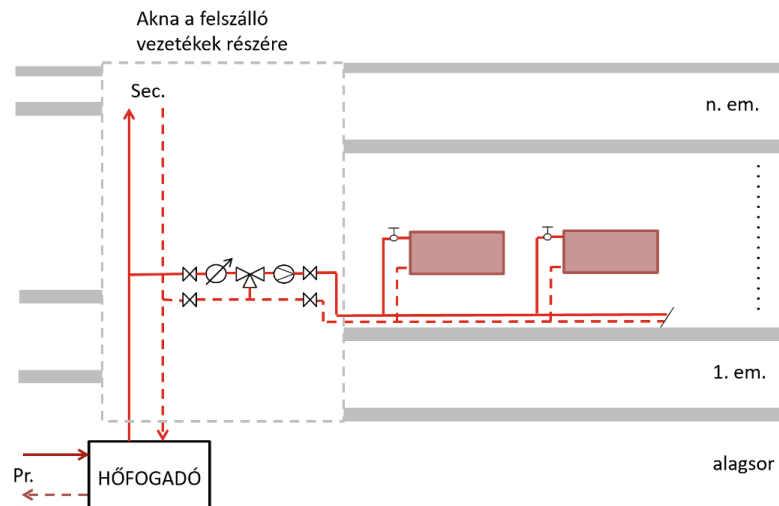 Akna a felszálló
vezetékek részére
Sec.
n. em.
1. em.
Pr.
HŐFOGADÓ
alagsor